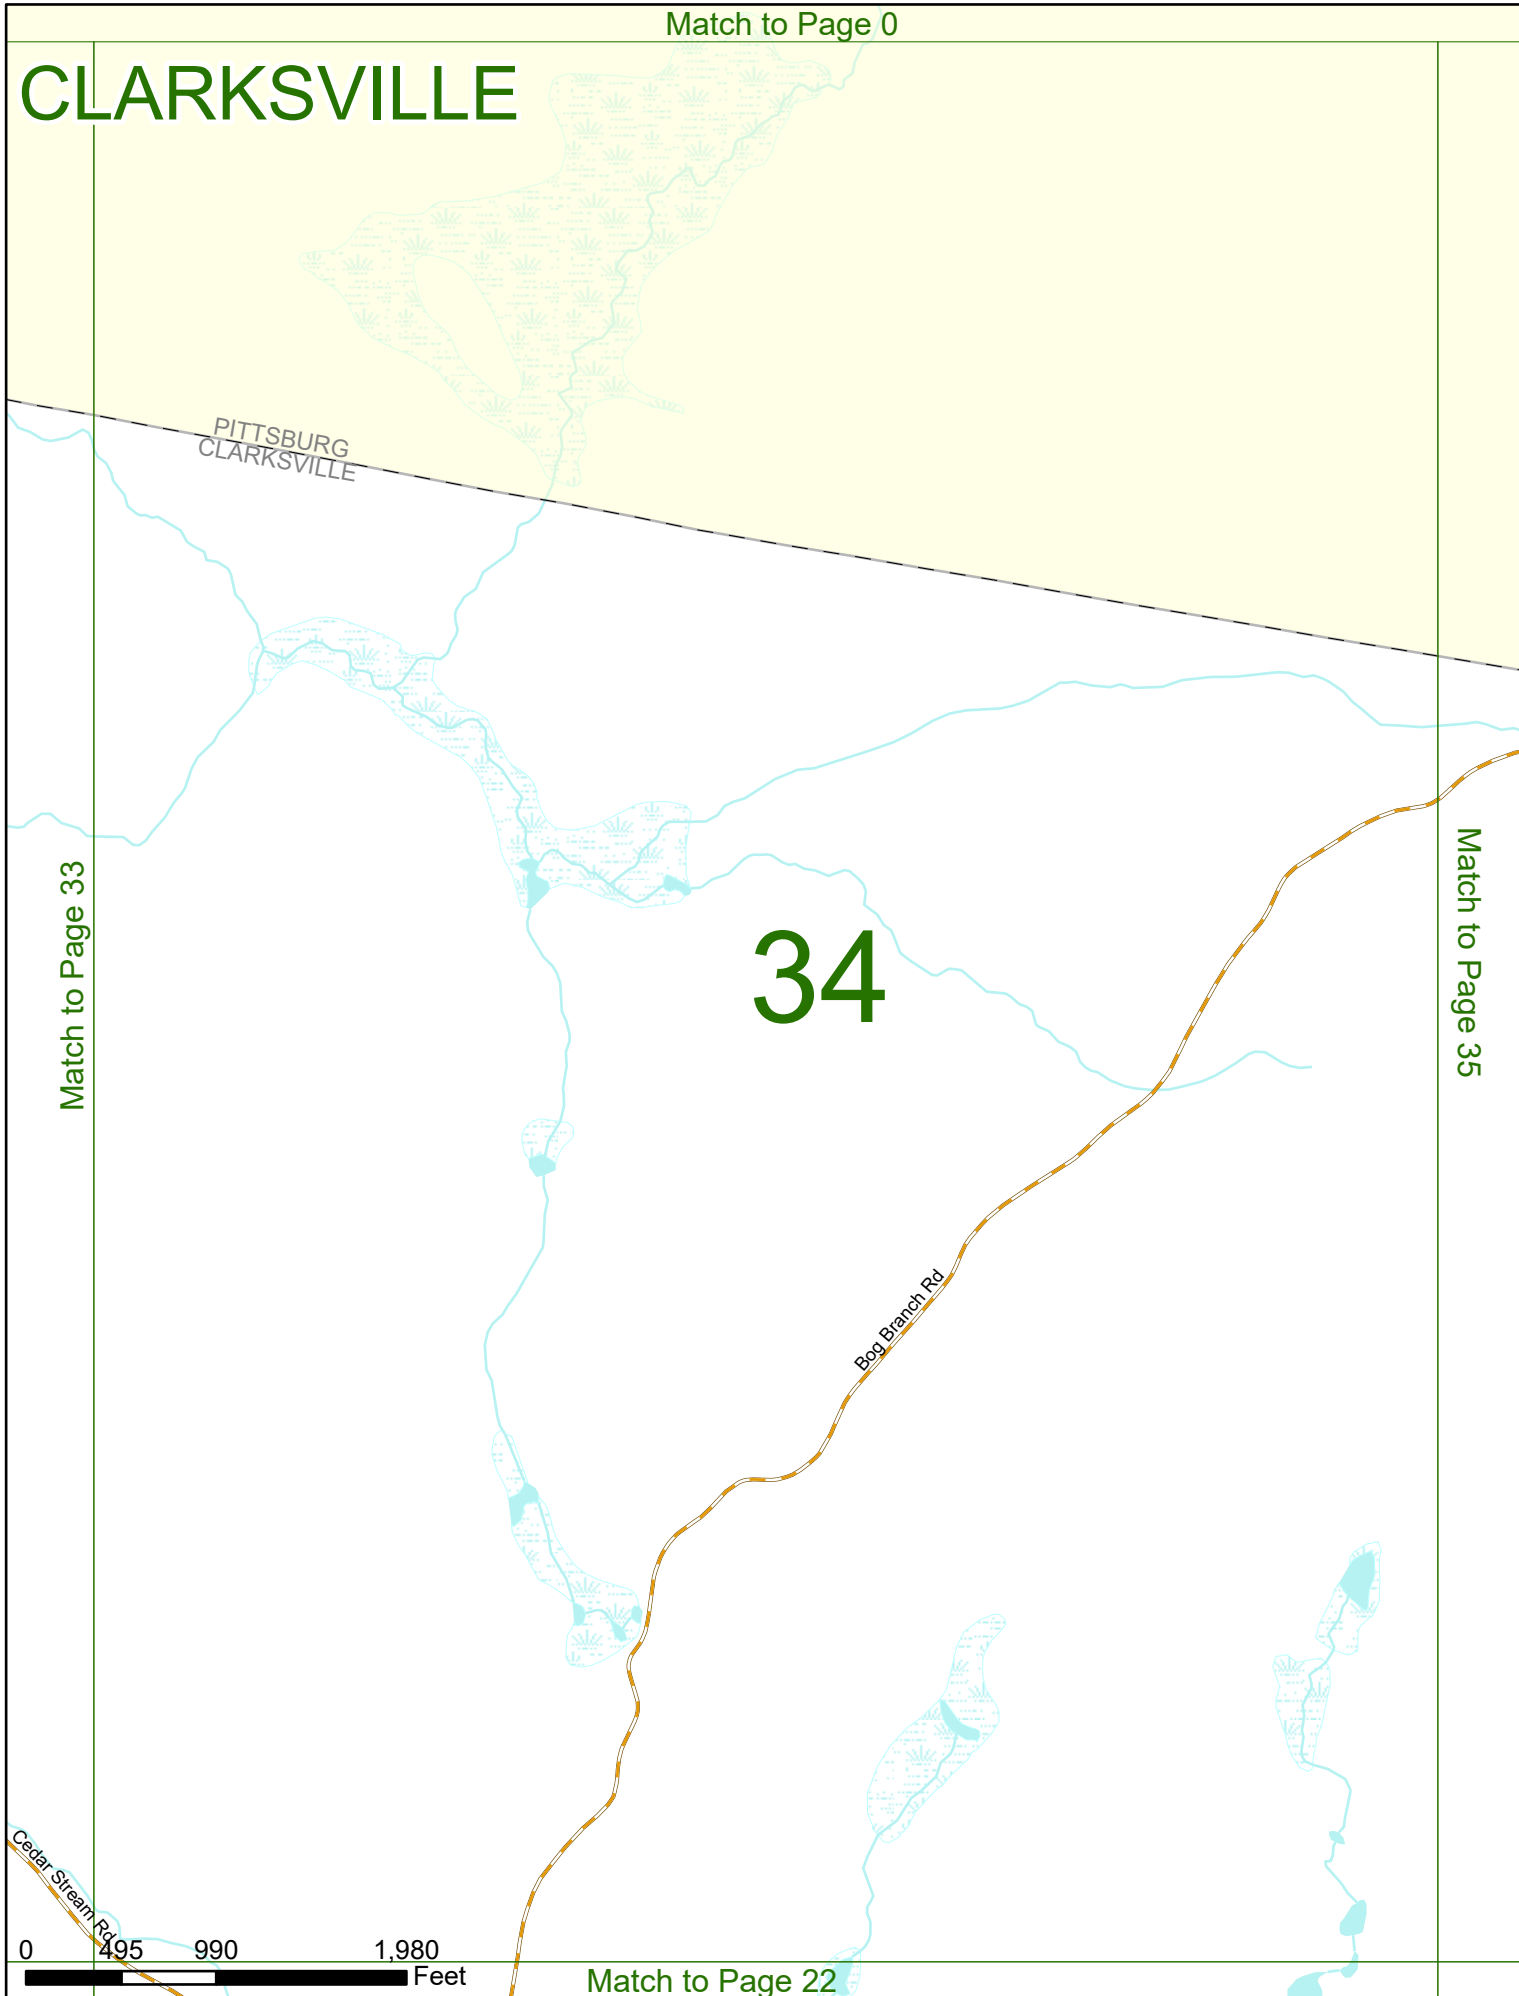 Match to Page 0
CLARKSVILLE
PITTSBURG
CLARKSVILLE
Match to Page 33
34
Match to Page 35
Bog Branch Rd
Cedar Stream Rd
0 495 990 1,980
Feet
Match to Page 22